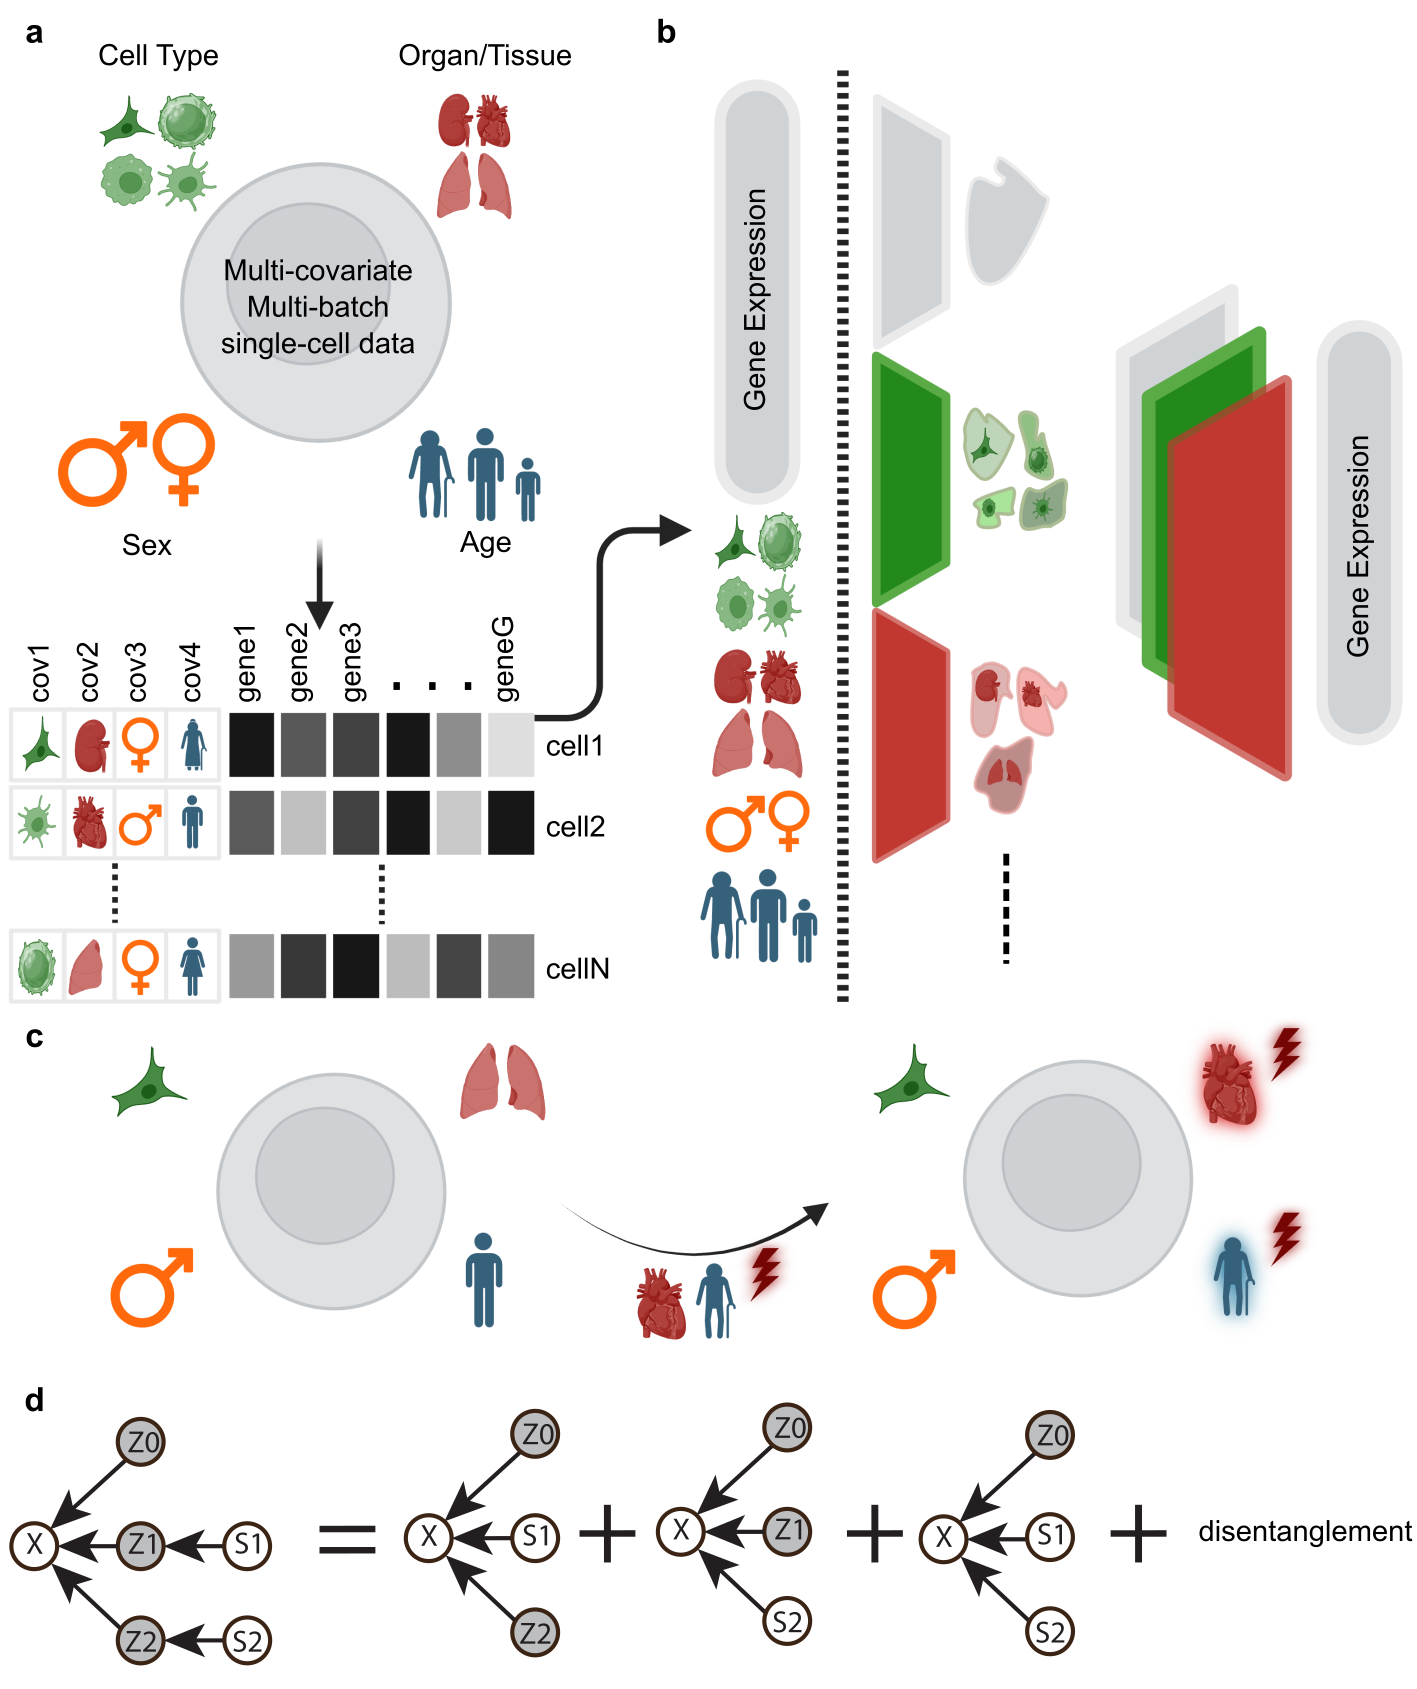 a
Cell Type
Organ/Tissue
Multi-covariate
Multi-batch
single-cell data
Sex
Age
cov1
cov2
cov3
cov4
gene1
gene2
gene3
. . .
geneG
cell1
cell2
cellN
b
Gene Expression
Gene Expression
c
d
Z0
X
Z1
S1
Z2
S2
=
Z0
X
S1
Z2
+
Z0
X
Z1
S2
+
Z0
X
S1
S2
+
disentanglement